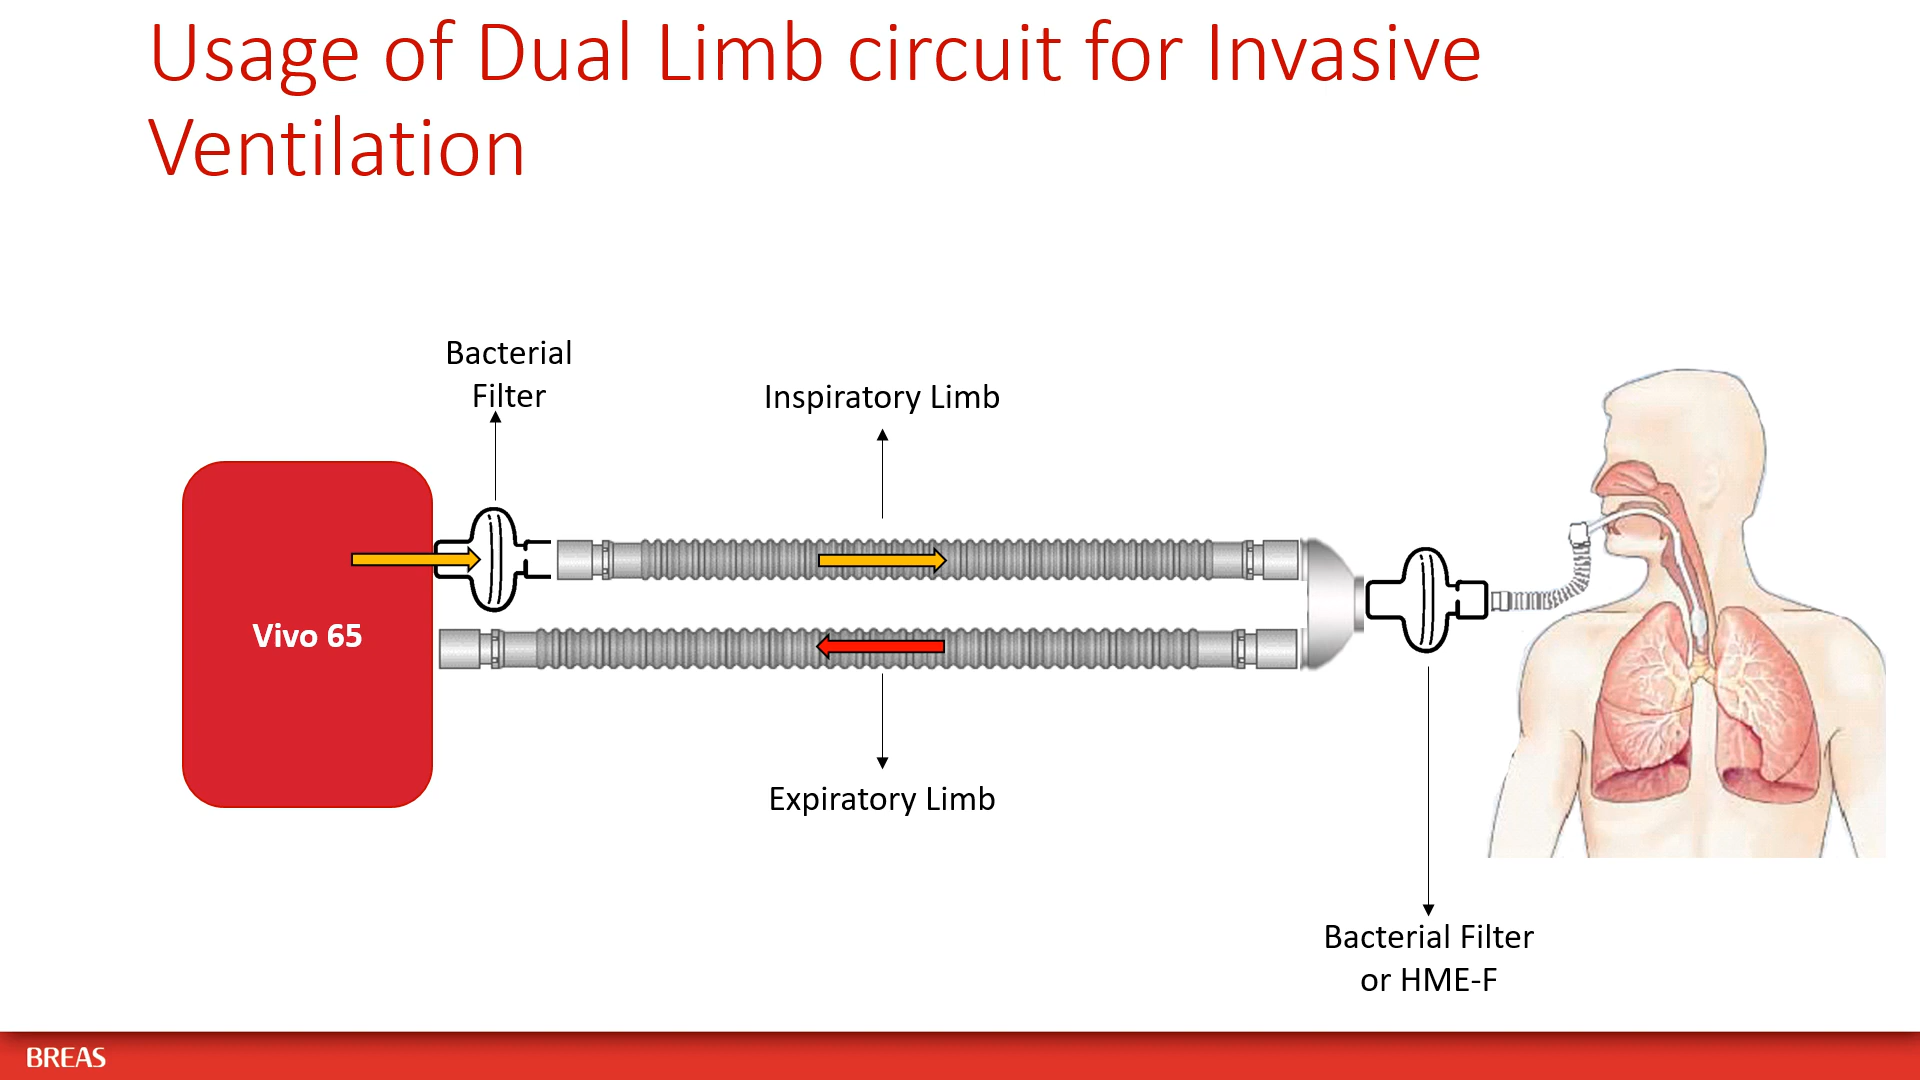 Usage of Dual Limb circuit for Invasive
Ventilation
Bacterial
Filter
Inspiratory Limb
Vivo 65
Expiratory Limb
Bacterial Filter
or HME-F
BREAS